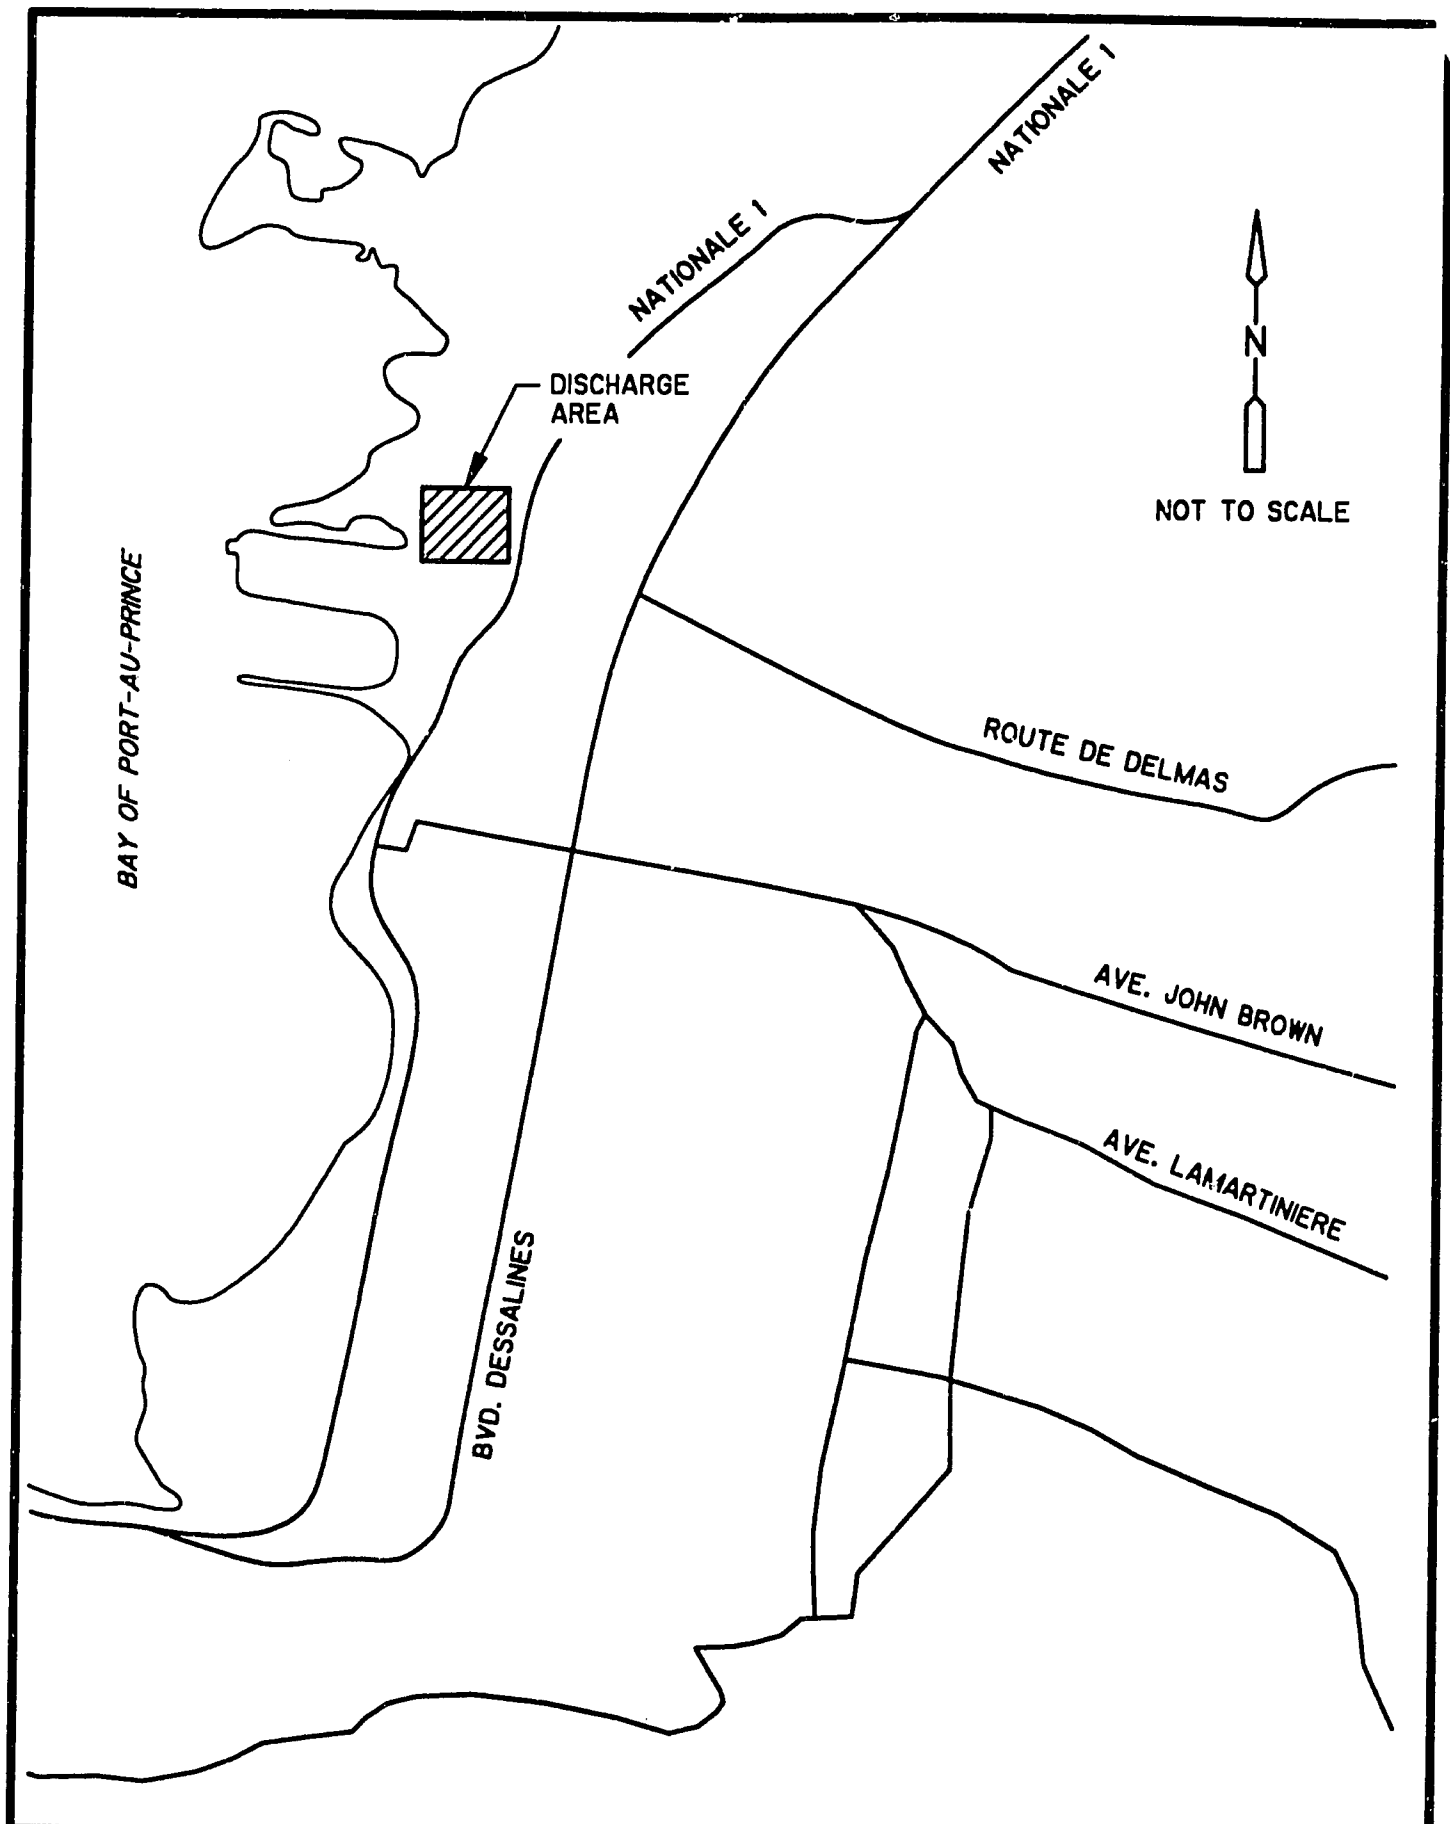 NATIONALE 1
NATIONALE 1
DISCHARGE
AREA
N
NOT TO SCALE
BAY OF PORT-AU-PRINCE
ROUTE DE DELMAS
AVE. JOHN BROWN
AVE. LAMARTINIERE
BVD. DESSALINES